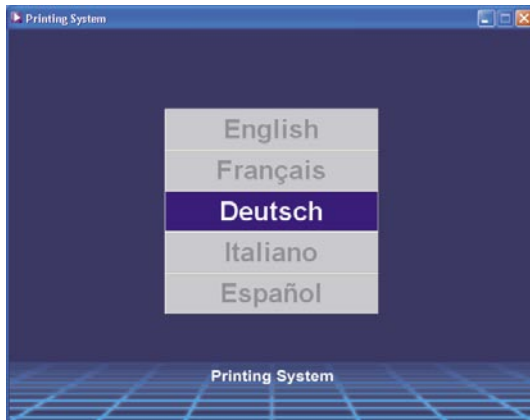 Printing System
English
Français
Deutsch
Italiano
Español
Printing System